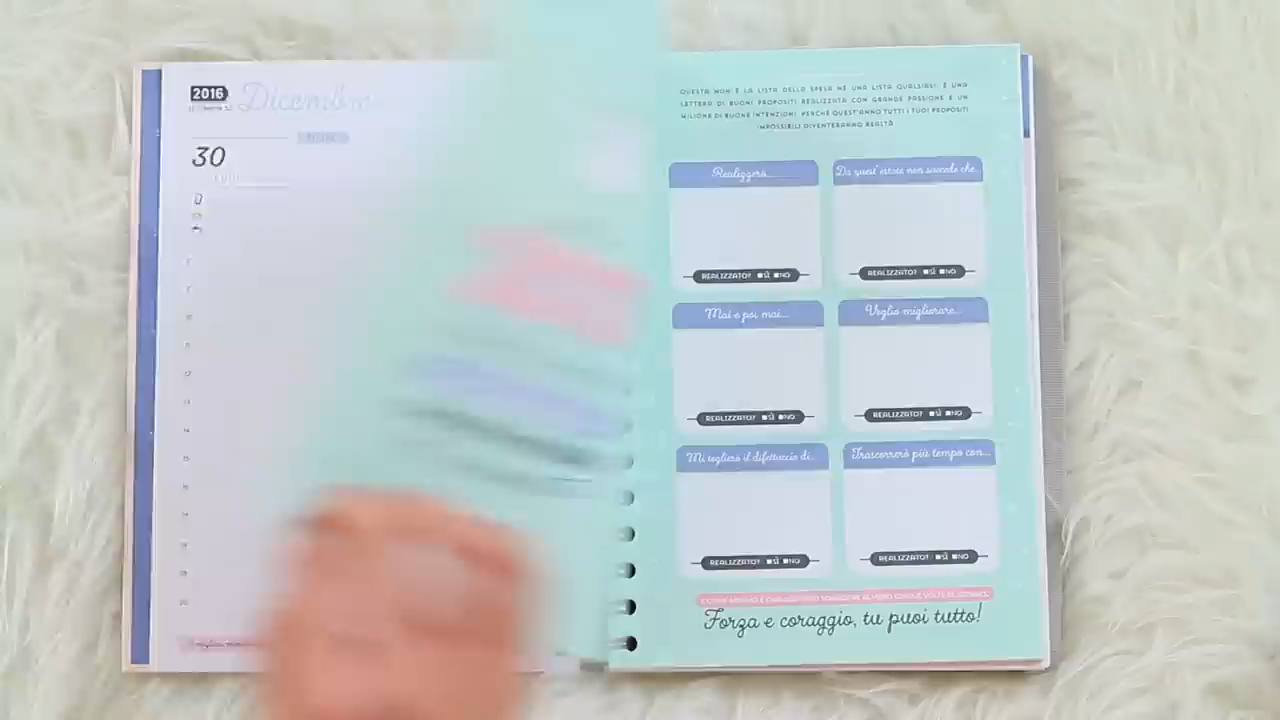 2016
Dicembre
30
QUESTA NON È LA LISTA DELLA SPESA NÉ UNA LISTA QUALSIASI: È UNA
LETTERA DI BUONI PROPOSITI REALIZZATA CON GRANDE PASSIONE E UN
MILIONE DI BUONE INTENZIONI. PERCHÉ QUEST'ANNO TUTTI I TUOI PROPOSITI
IMPOSSIBILI DIVENTERANNO REALTÀ
Realizzerò...
Da quest'estate non succede che...
REALIZZATO? SÌ NO
REALIZZATO? SÌ NO
Mai e poi mai...
Voglio migliorare...
REALIZZATO? SÌ NO
REALIZZATO? SÌ NO
Mi toglierò il difettuccio di...
Trascorrerò più tempo con...
REALIZZATO? SÌ NO
REALIZZATO? SÌ NO
Forza e coraggio, tu puoi tutto!